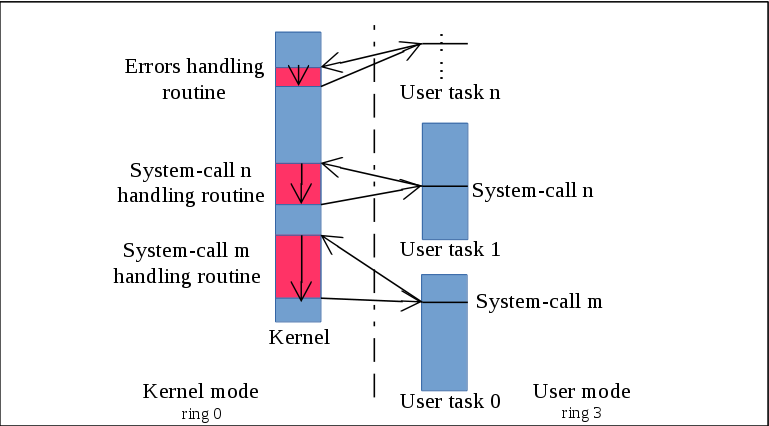 Errors handling
routine
User task n
System-call n
handling routine
System-call n
System-call m
handling routine
User task 1
System-call m
Kernel
Kernel mode
ring 0
User task 0
User mode
ring 3